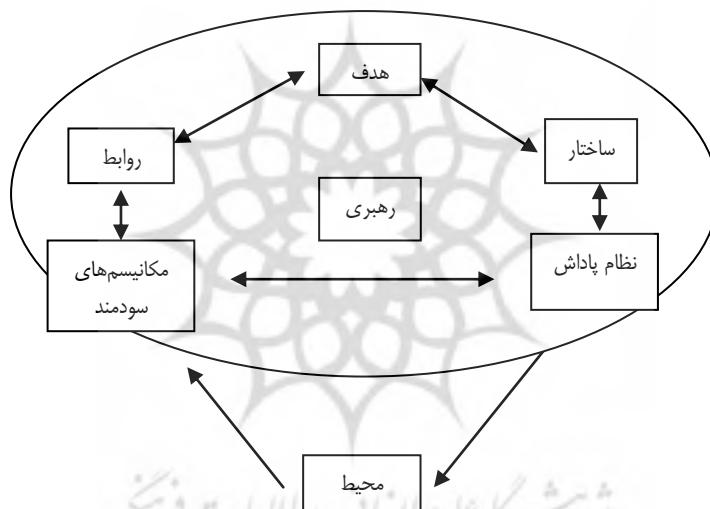 هدف
ساختار
روابط
رهبری
نظام پاداش
مکانیسم‌های
سودمند
محیط